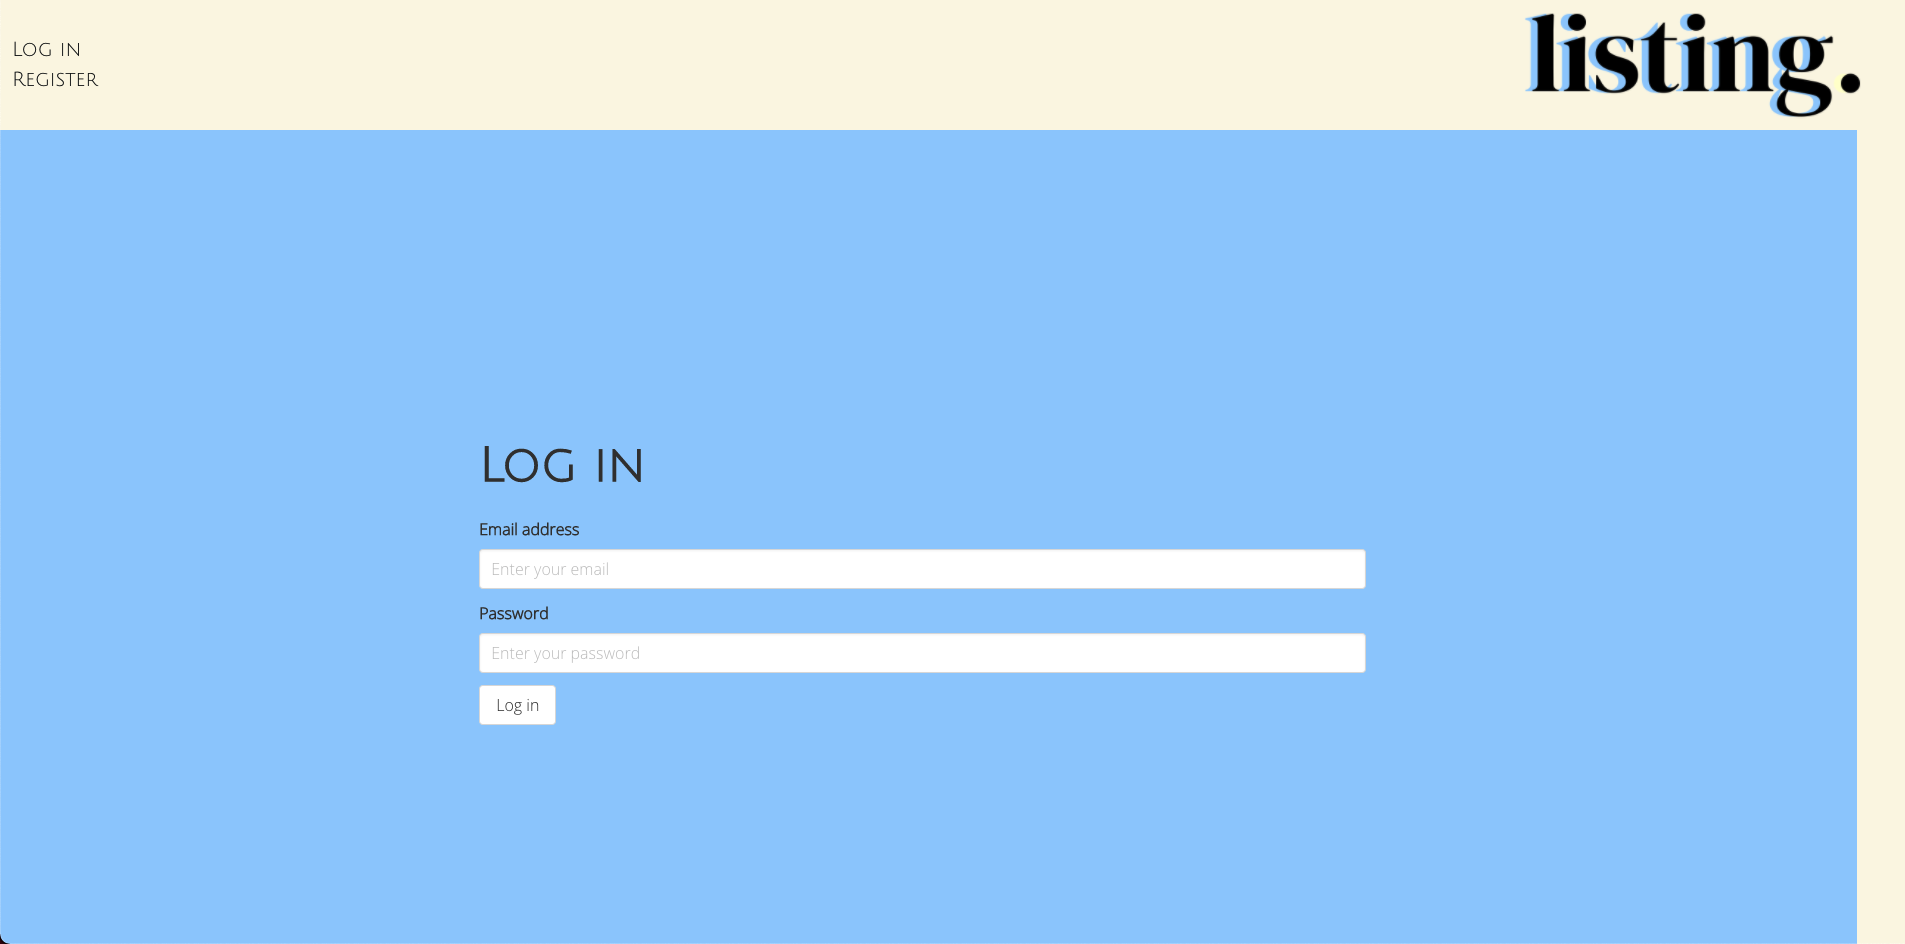 Log in
Register
listing.
Log in
Email address
Enter your email
Password
Enter your password
Log in